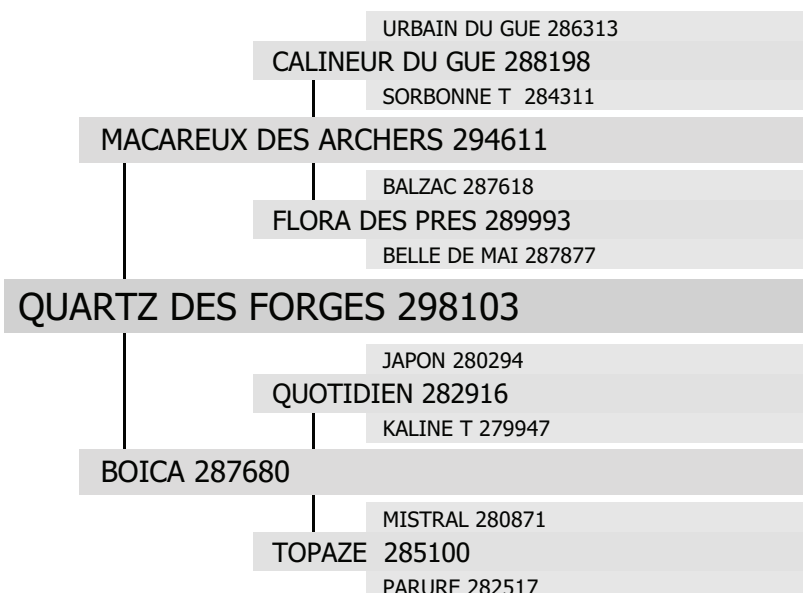 URBAIN DU GUE 286313
CALINEUR DU GUE 288198
SORBONNE T 284311
MACAREUX DES ARCHERS 294611
BALZAC 287618
FLORA DES PRES 289993
BELLE DE MAI 287877
QUARTZ DES FORGES 298103
JAPON 280294
QUOTIDIEN 282916
KALINE T 279947
BOICA 287680
MISTRAL 280871
TOPAZE 285100
PARURE 282517